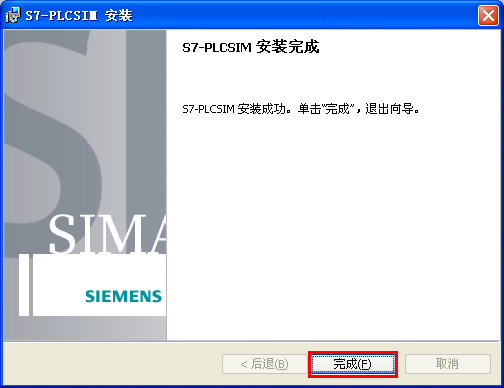 S7-PLCSIM 安装
S7-PLCSIM 安装完成
S7-PLCSIM 安装成功。单击“完成”，退出向导。
SIMA
SIEMENS
< 后退(B)
完成(F)
取消